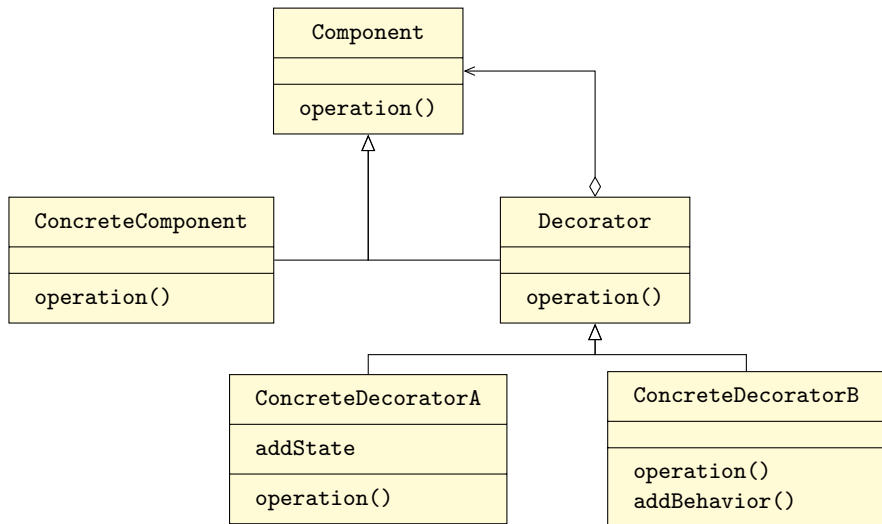 Component
operation()
ConcreteComponent
operation()
Decorator
operation()
ConcreteDecoratorA
addState
operation()
ConcreteDecoratorB
operation()
addBehavior()